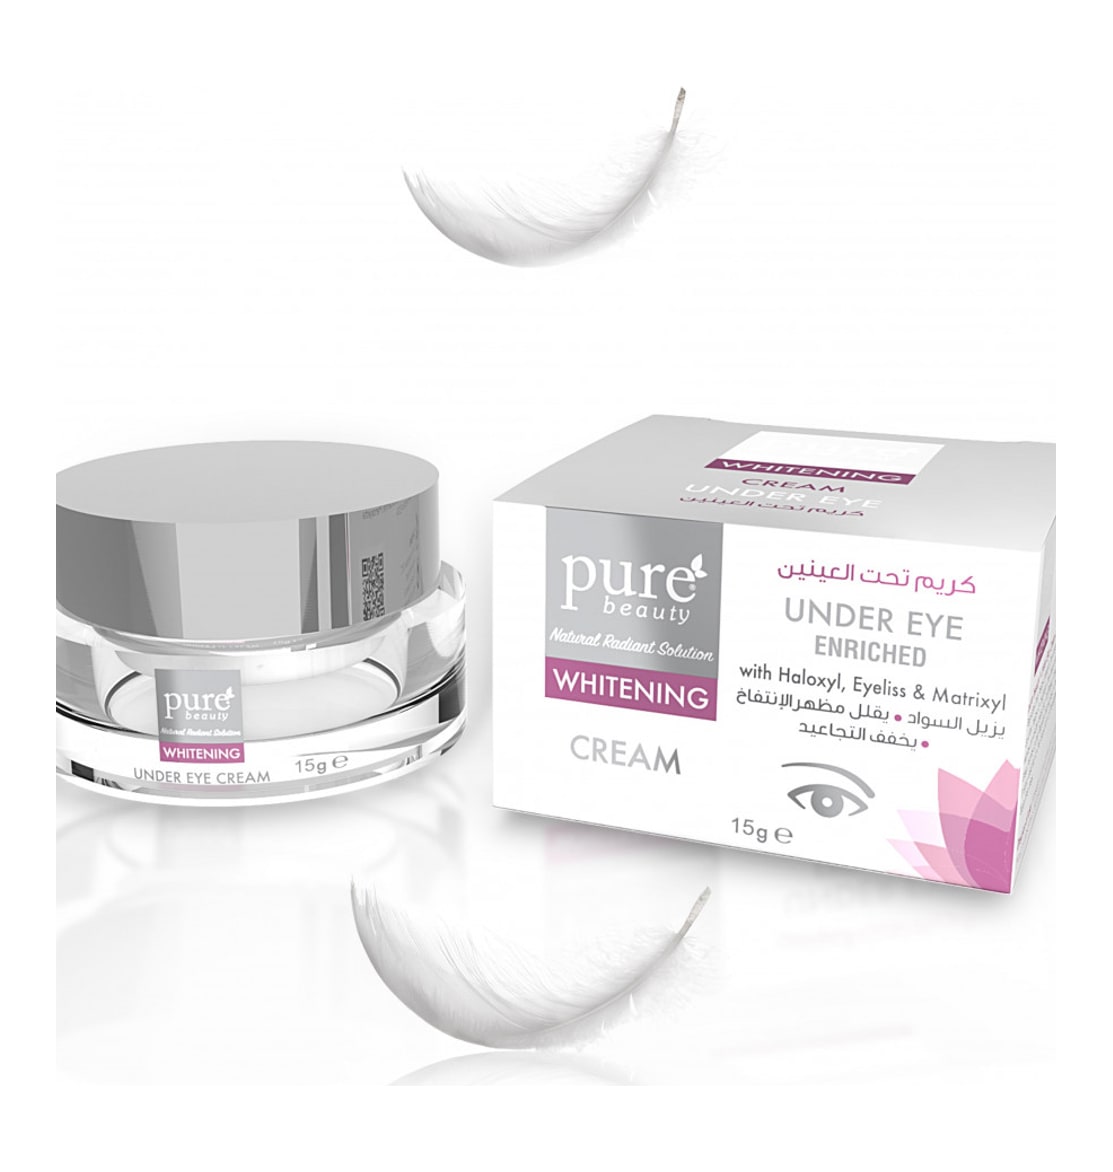 WHITENING
CREAM
UNDER EYE
كريم تحت العينين
pure
beauty
Natural Radiant Solution
WHITENING
CREAM
كريم تحت العينين
UNDER EYE
ENRICHED
with Haloxyl, Eyeliss & Matrixyl
يزيل السواد • يقلل مظهر الإنتفاخ
• يخفف التجاعيد
15g e
pure
beauty
Natural Radiant Solution
WHITENING
UNDER EYE CREAM 15g e